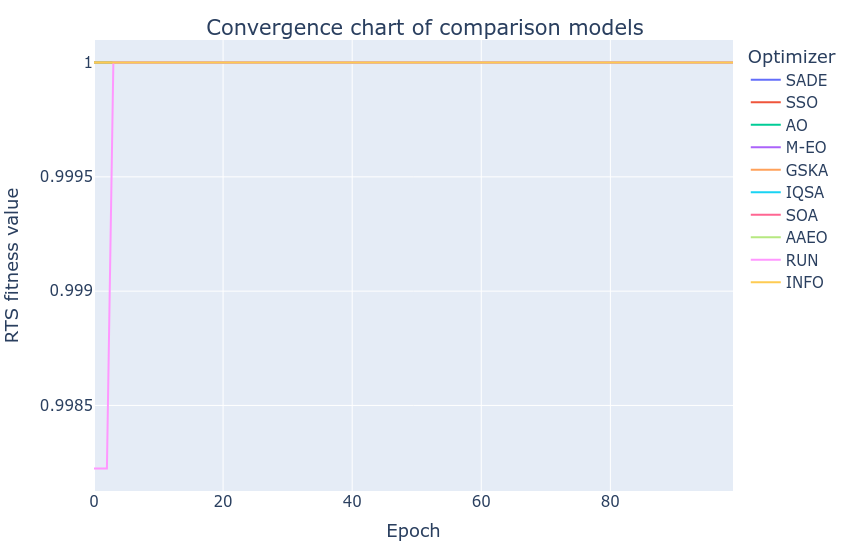 Convergence chart of comparison models
RTS fitness value
1
0.9995
0.999
0.9985
0
20
40
60
80
Epoch
Optimizer
SADE
SSO
AO
M-EO
GSKA
IQSA
SOA
AAEO
RUN
INFO